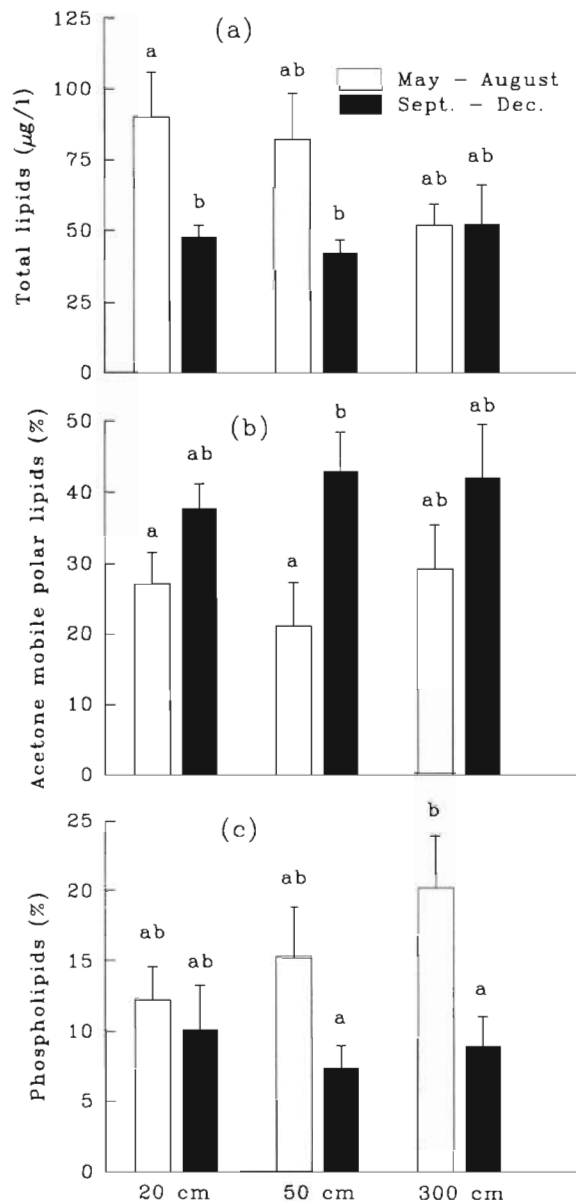 (a)
May – August
Sept. – Dec.
Total lipids (µg/l)
125
100
75
50
25
0
a
b
ab
b
ab
ab
(b)
Acetone mobile polar lipids (%)
50
40
30
20
10
0
a
ab
a
b
ab
ab
(c)
Phospholipids (%)
25
20
15
10
5
0
ab
ab
ab
a
b
a
20 cm
50 cm
300 cm